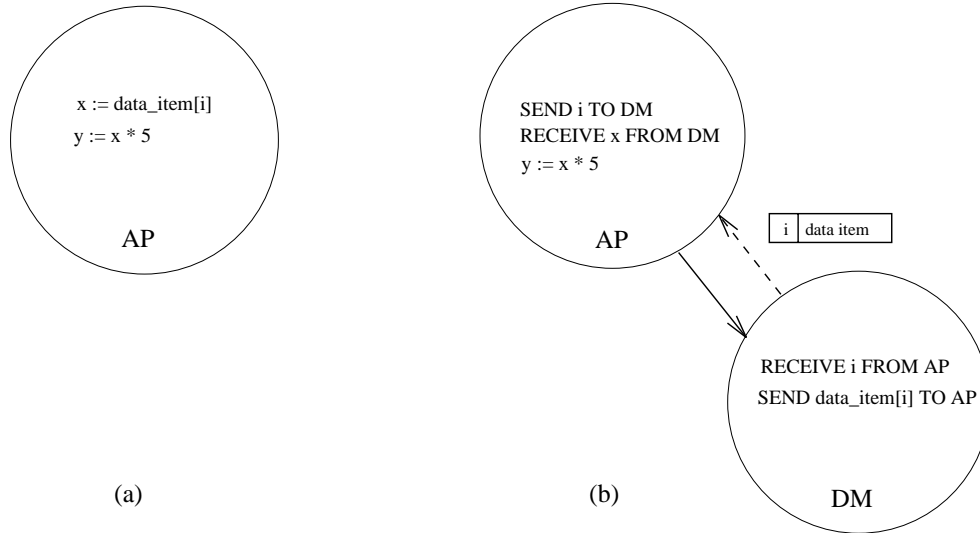 x := data_item[i]
y := x * 5
AP
(a)
SEND i TO DM
RECEIVE x FROM DM
y := x * 5
AP
i data item
RECEIVE i FROM AP
SEND data_item[i] TO AP
DM
(b)